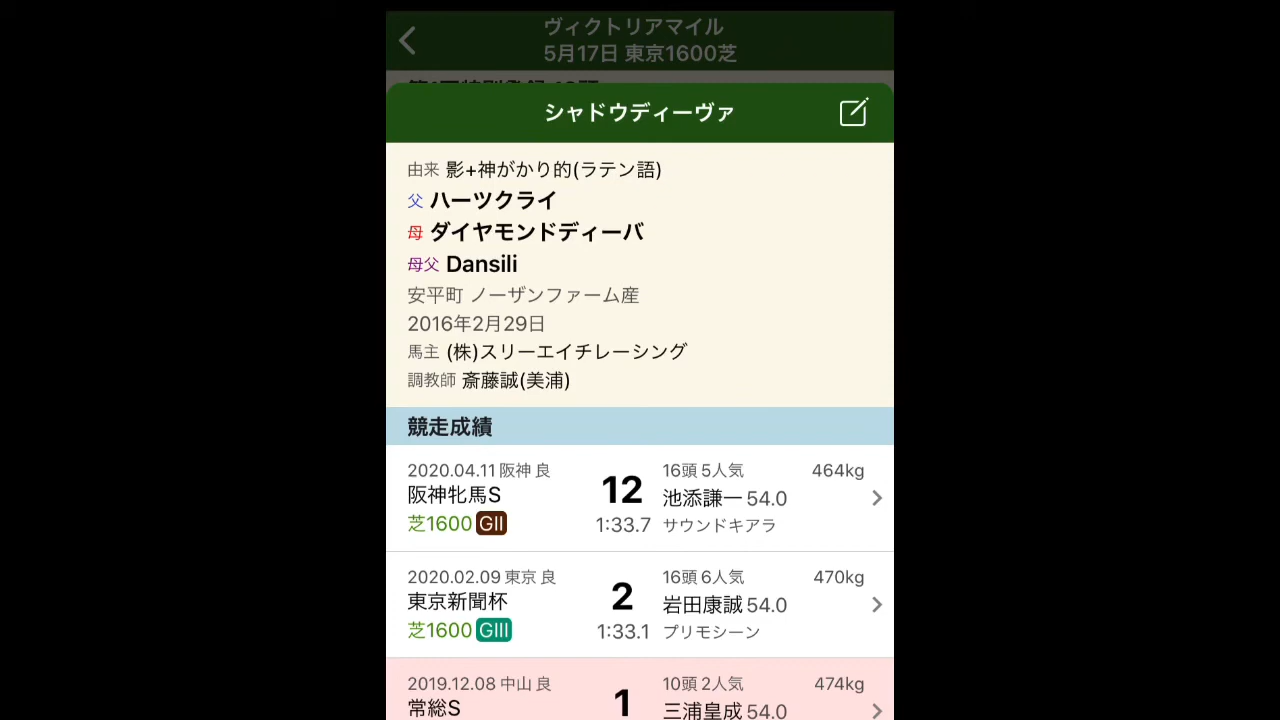 ヴィクトリアマイル
5月17日 東京1600芝
シャドウディーヴァ
由来 影+神がかり的(ラテン語)
父 ハーツクライ
母 ダイヤモンドディーバ
母父 Dansili
安平町 ノーザンファーム産
2016年2月29日
馬主 (株)スリーエイチレーシング
調教師 斎藤誠(美浦)
競走成績
2020.04.11 阪神 良
阪神牝馬S
芝1600 GII
12
1:33.7
16頭 5人気 464kg
池添謙一 54.0
サウンドキアラ
2020.02.09 東京 良
東京新聞杯
芝1600 GIII
2
1:33.1
16頭 6人気 470kg
岩田康誠 54.0
プリモシーン
2019.12.08 中山 良
常総S
1
10頭 2人気 474kg
三浦皇成 54.0